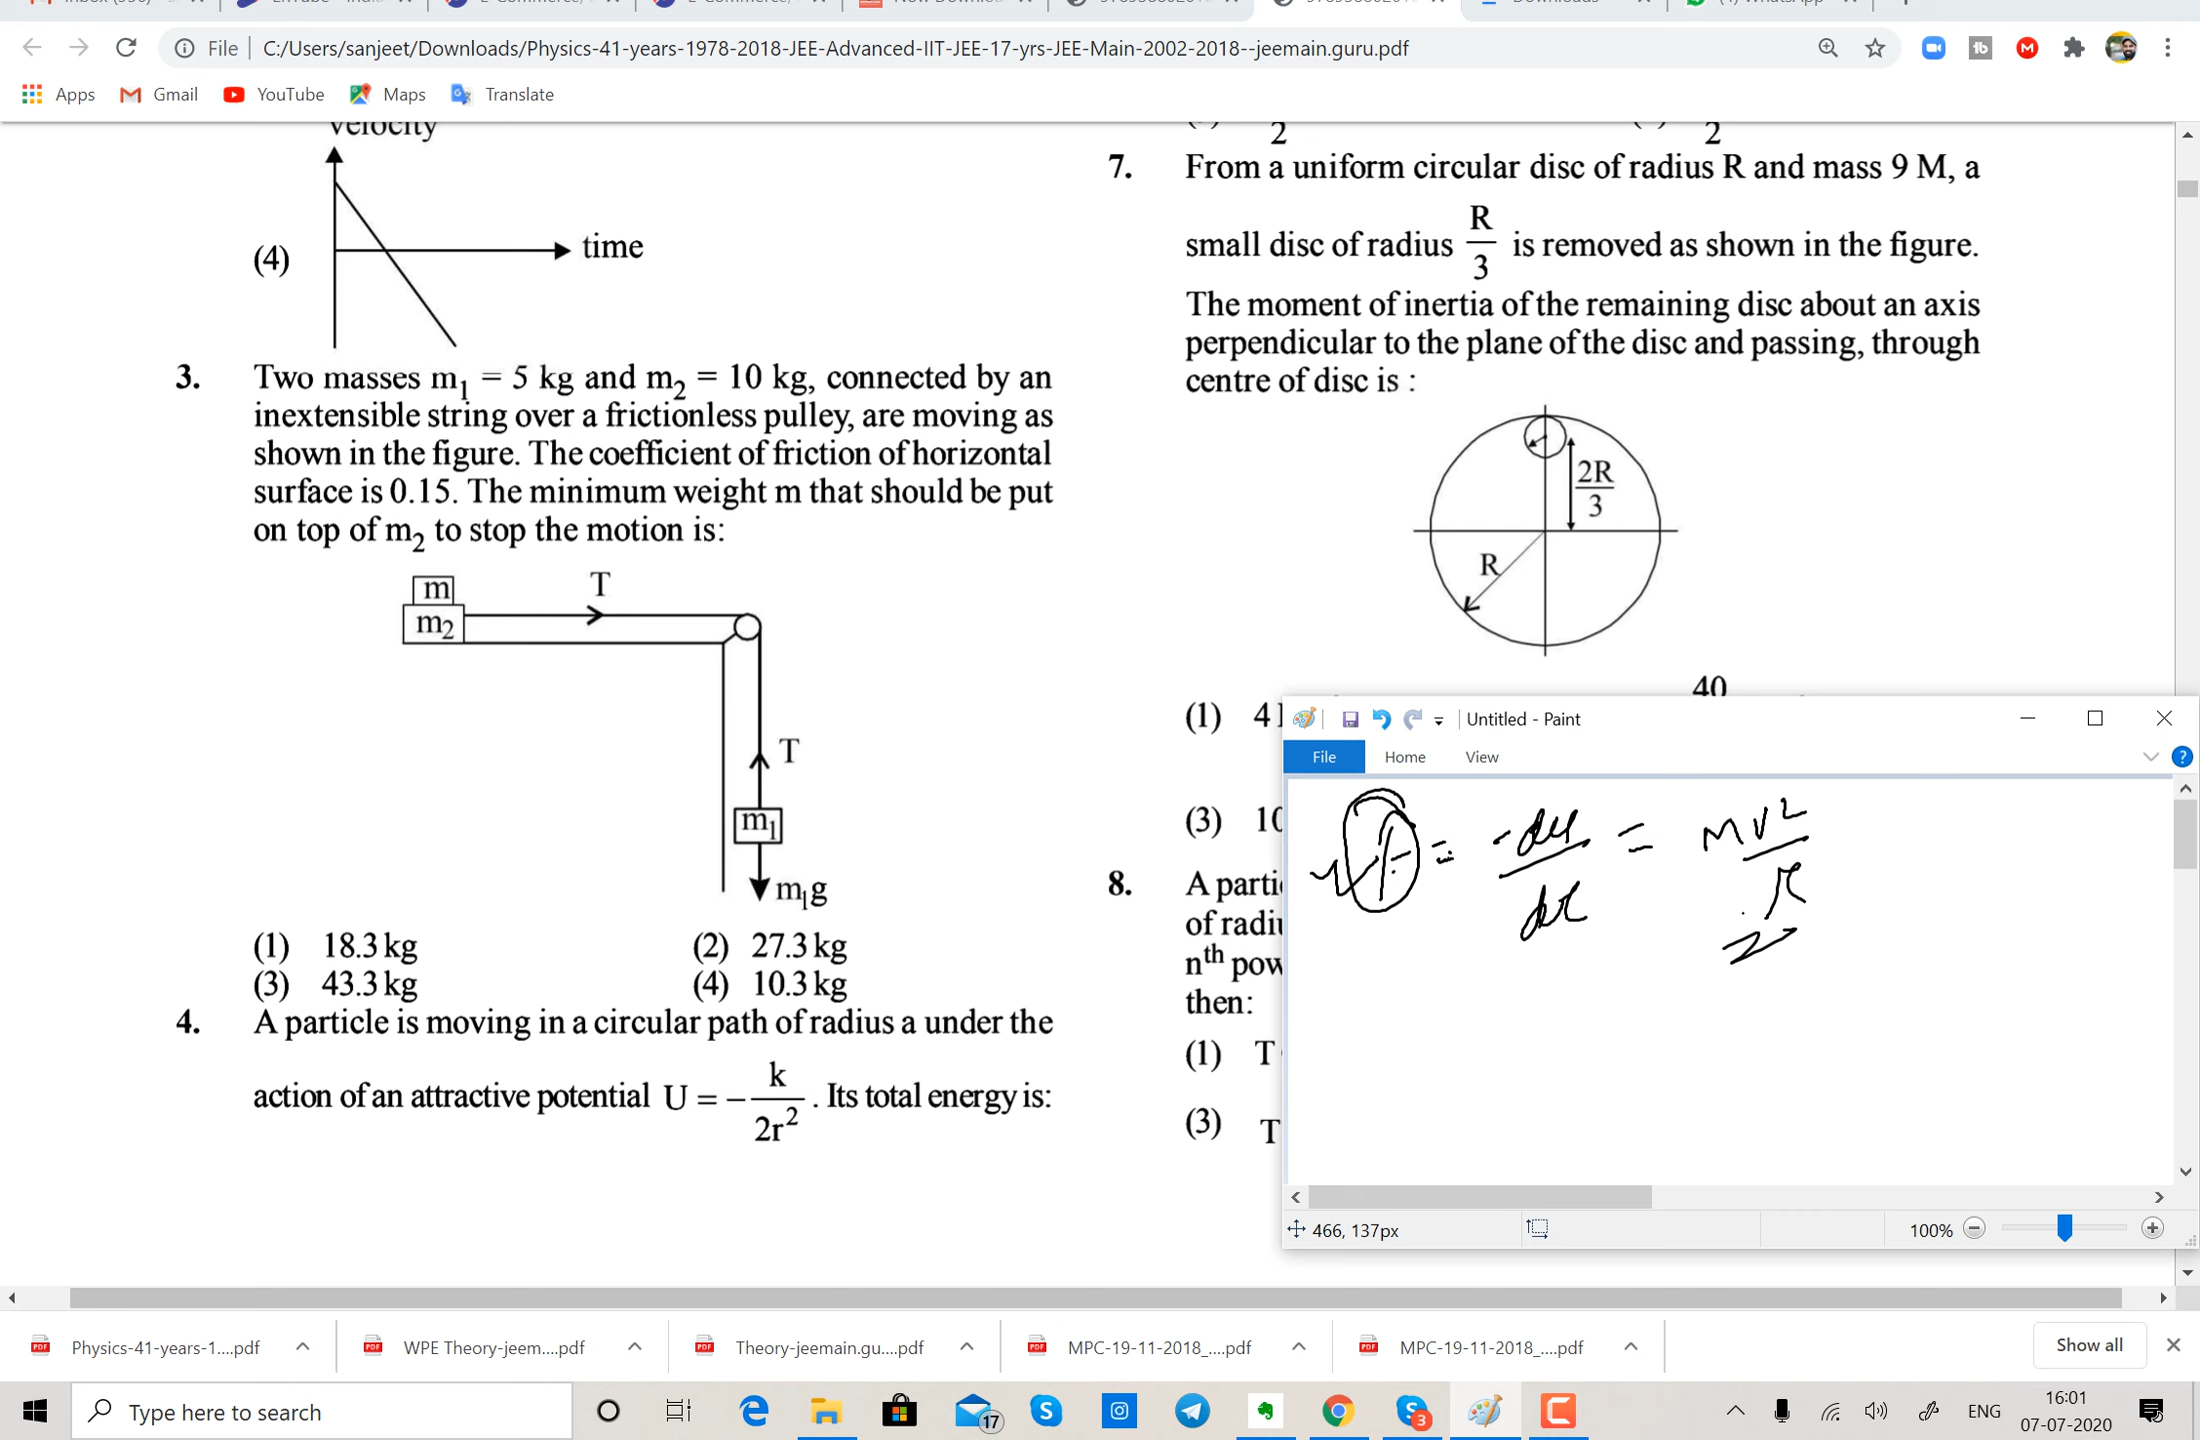 File C:/Users/sanjeet/Downloads/Physics-41-years-1978-2018-JEE-Advanced-IIT-JEE-17-yrs-JEE-Main-2002-2018--jeemain.guru.pdf
Apps Gmail YouTube Maps Translate
velocity
time
(4)
3. Two masses m₁ = 5 kg and m₂ = 10 kg, connected by an
inextensible string over a frictionless pulley, are moving as
shown in the figure. The coefficient of friction of horizontal
surface is 0.15. The minimum weight m that should be put
on top of m₂ to stop the motion is:
m
T
m₂
T
m₁
m₁g
(1) 18.3 kg (2) 27.3 kg
(3) 43.3 kg (4) 10.3 kg
4. A particle is moving in a circular path of radius a under the
action of an attractive potential U = -k/2r². Its total energy is:
2 2
7. From a uniform circular disc of radius R and mass 9 M, a
small disc of radius R/3 is removed as shown in the figure.
The moment of inertia of the remaining disc about an axis
perpendicular to the plane of the disc and passing, through
centre of disc is :
2R/3
R
40
(1) 4
(3) 10
8. A parti
of radi
nth pow
then:
(1) T
(3) T
Untitled - Paint
File Home View
F = -du/dr = mv²/r
466, 137px
100%
Physics-41-years-1....pdf WPE Theory-jeem....pdf Theory-jeemain.gu....pdf MPC-19-11-2018_....pdf MPC-19-11-2018_....pdf Show all
Type here to search
17
3
ENG
16:01
07-07-2020